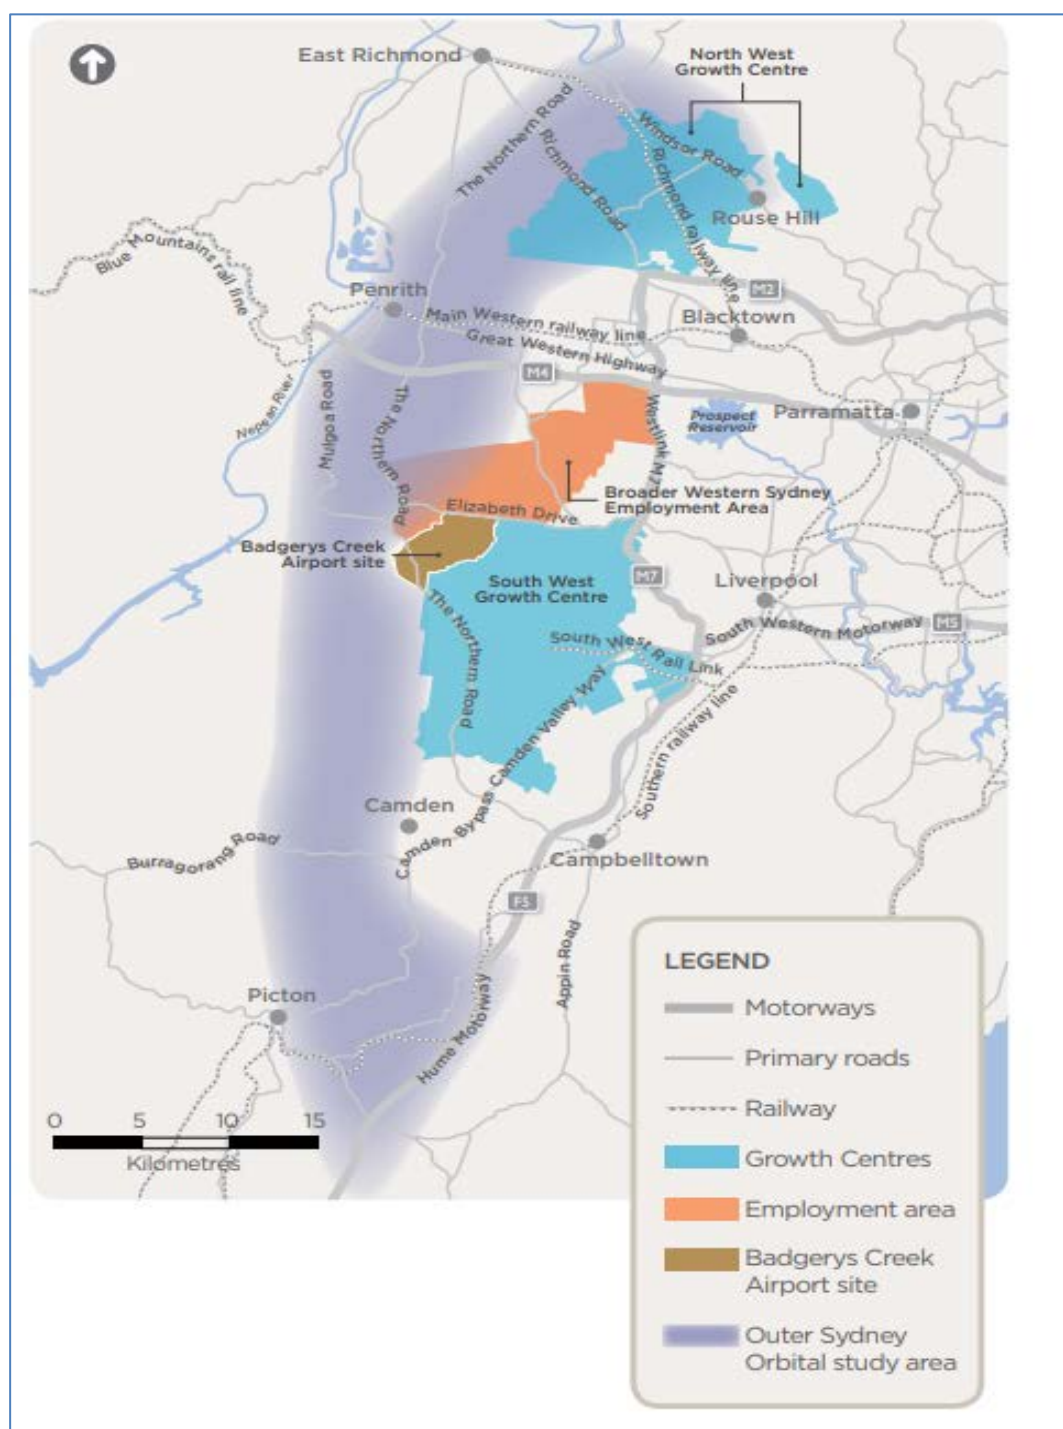 East Richmond
North West
Growth Centre
The Northern Road
Richmond Road
Windsor Road
Richmond railway line
Rouse Hill
Blue Mountains rail line
Penrith
M2
Main Western railway line
Blacktown
Great Western Highway
M4
Nepean River
Mulgoa Road
The Northern Road
Westlink M7
Prospect
Reservoir
Parramatta
Broader Western Sydney
Employment Area
Elizabeth Drive
Badgerys Creek
Airport site
South West
Growth Centre
M7
Liverpool
The Northern Road
South West Rail Link
South Western Motorway
M5
Camden Valley Way
Southern railway line
Camden
Camden Bypass
Burragorang Road
Campbelltown
F5
Appin Road
Picton
Hume Motorway
0 5 10 15
Kilometres
LEGEND
Motorways
Primary roads
Railway
Growth Centres
Employment area
Badgerys Creek
Airport site
Outer Sydney
Orbital study area